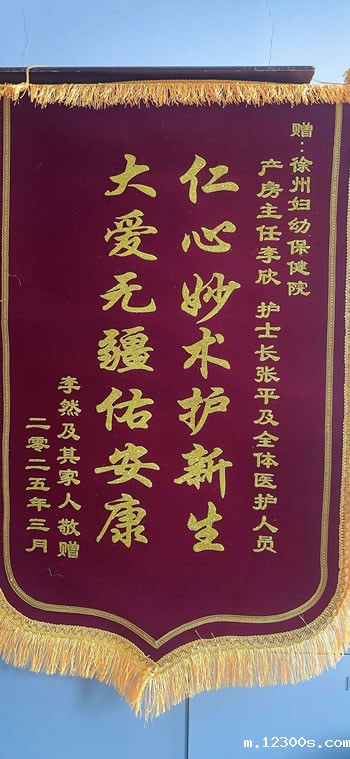 赠：徐州妇幼保健院
产房主任李欣 护士长张平及全体医护人员
仁心妙术护新生
大爱无疆佑安康
李然及其家人敬赠
二零二五年三月
m.12300s.com